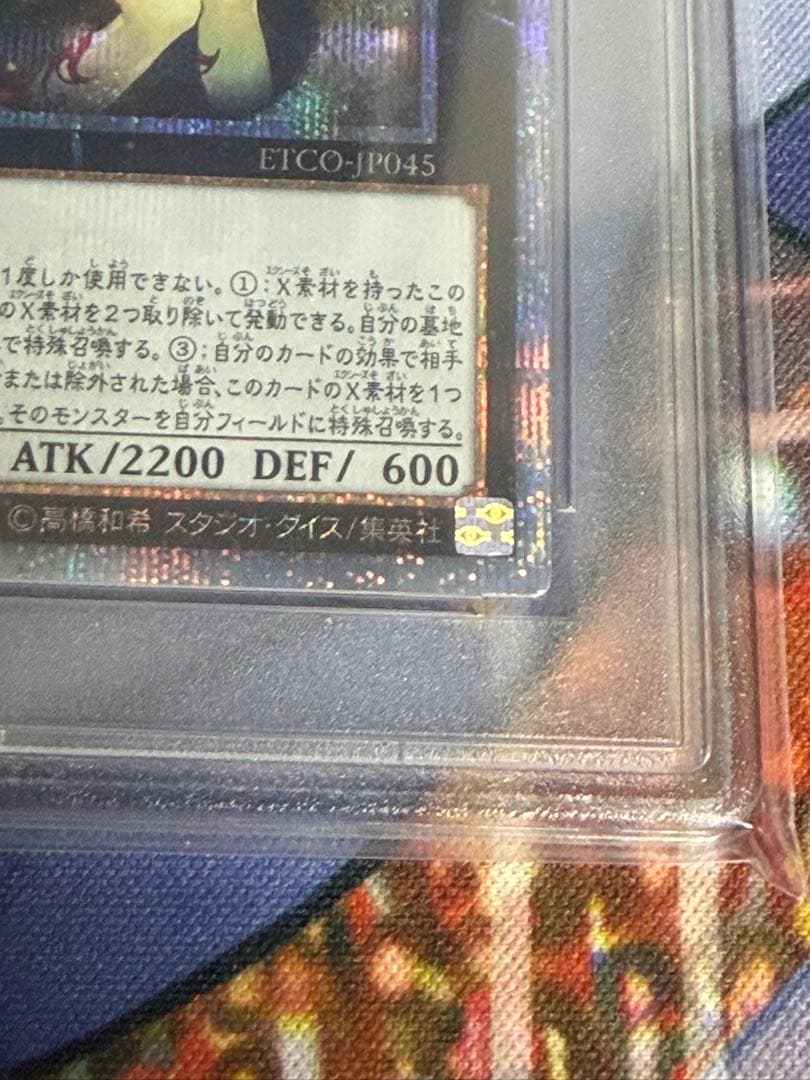 ETCO-JP045
1度しか使用できない。①:X素材を持ったこの
のX素材を2つ取り除いて発動できる。自分の墓地
で特殊召喚する。③:自分のカードの効果で相手
または除外された場合、このカードのX素材を1つ
。そのモンスターを自分フィールドに特殊召喚する。
ATK/2200 DEF/ 600
©高橋和希 スタジオ・ダイス/集英社